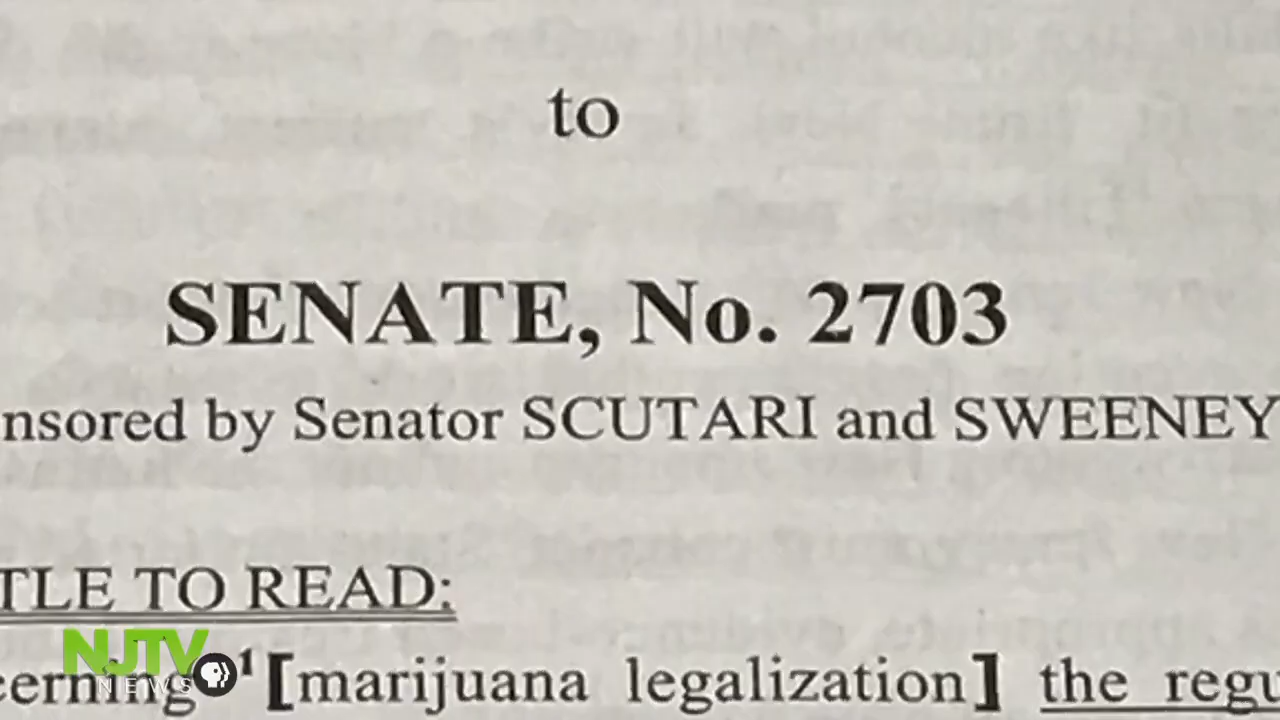 to
SENATE, No. 2703
nsored by Senator SCUTARI and SWEENEY
TLE TO READ:
cerning ¹[marijuana legalization] the regu
NJTV
NEWS
PBS